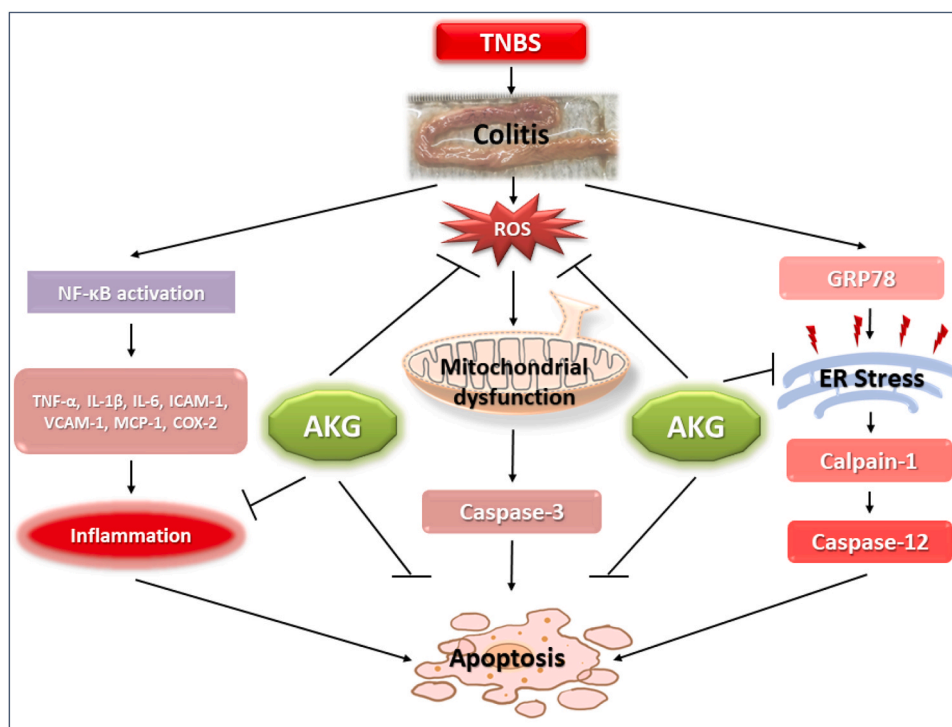 TNBS
Colitis
ROS
NF-κB activation
GRP78
Mitochondrial
dysfunction
ER Stress
TNF-α, IL-1β, IL-6, ICAM-1,
VCAM-1, MCP-1, COX-2
AKG
AKG
Calpain-1
Caspase-3
Inflammation
Caspase-12
Apoptosis